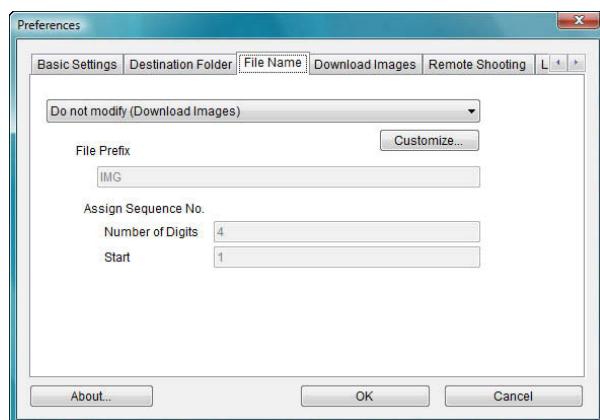 Preferences
Basic Settings Destination Folder File Name Download Images Remote Shooting L
Do not modify (Download Images)
Customize...
File Prefix
IMG
Assign Sequence No.
Number of Digits 4
Start 1
About... OK Cancel